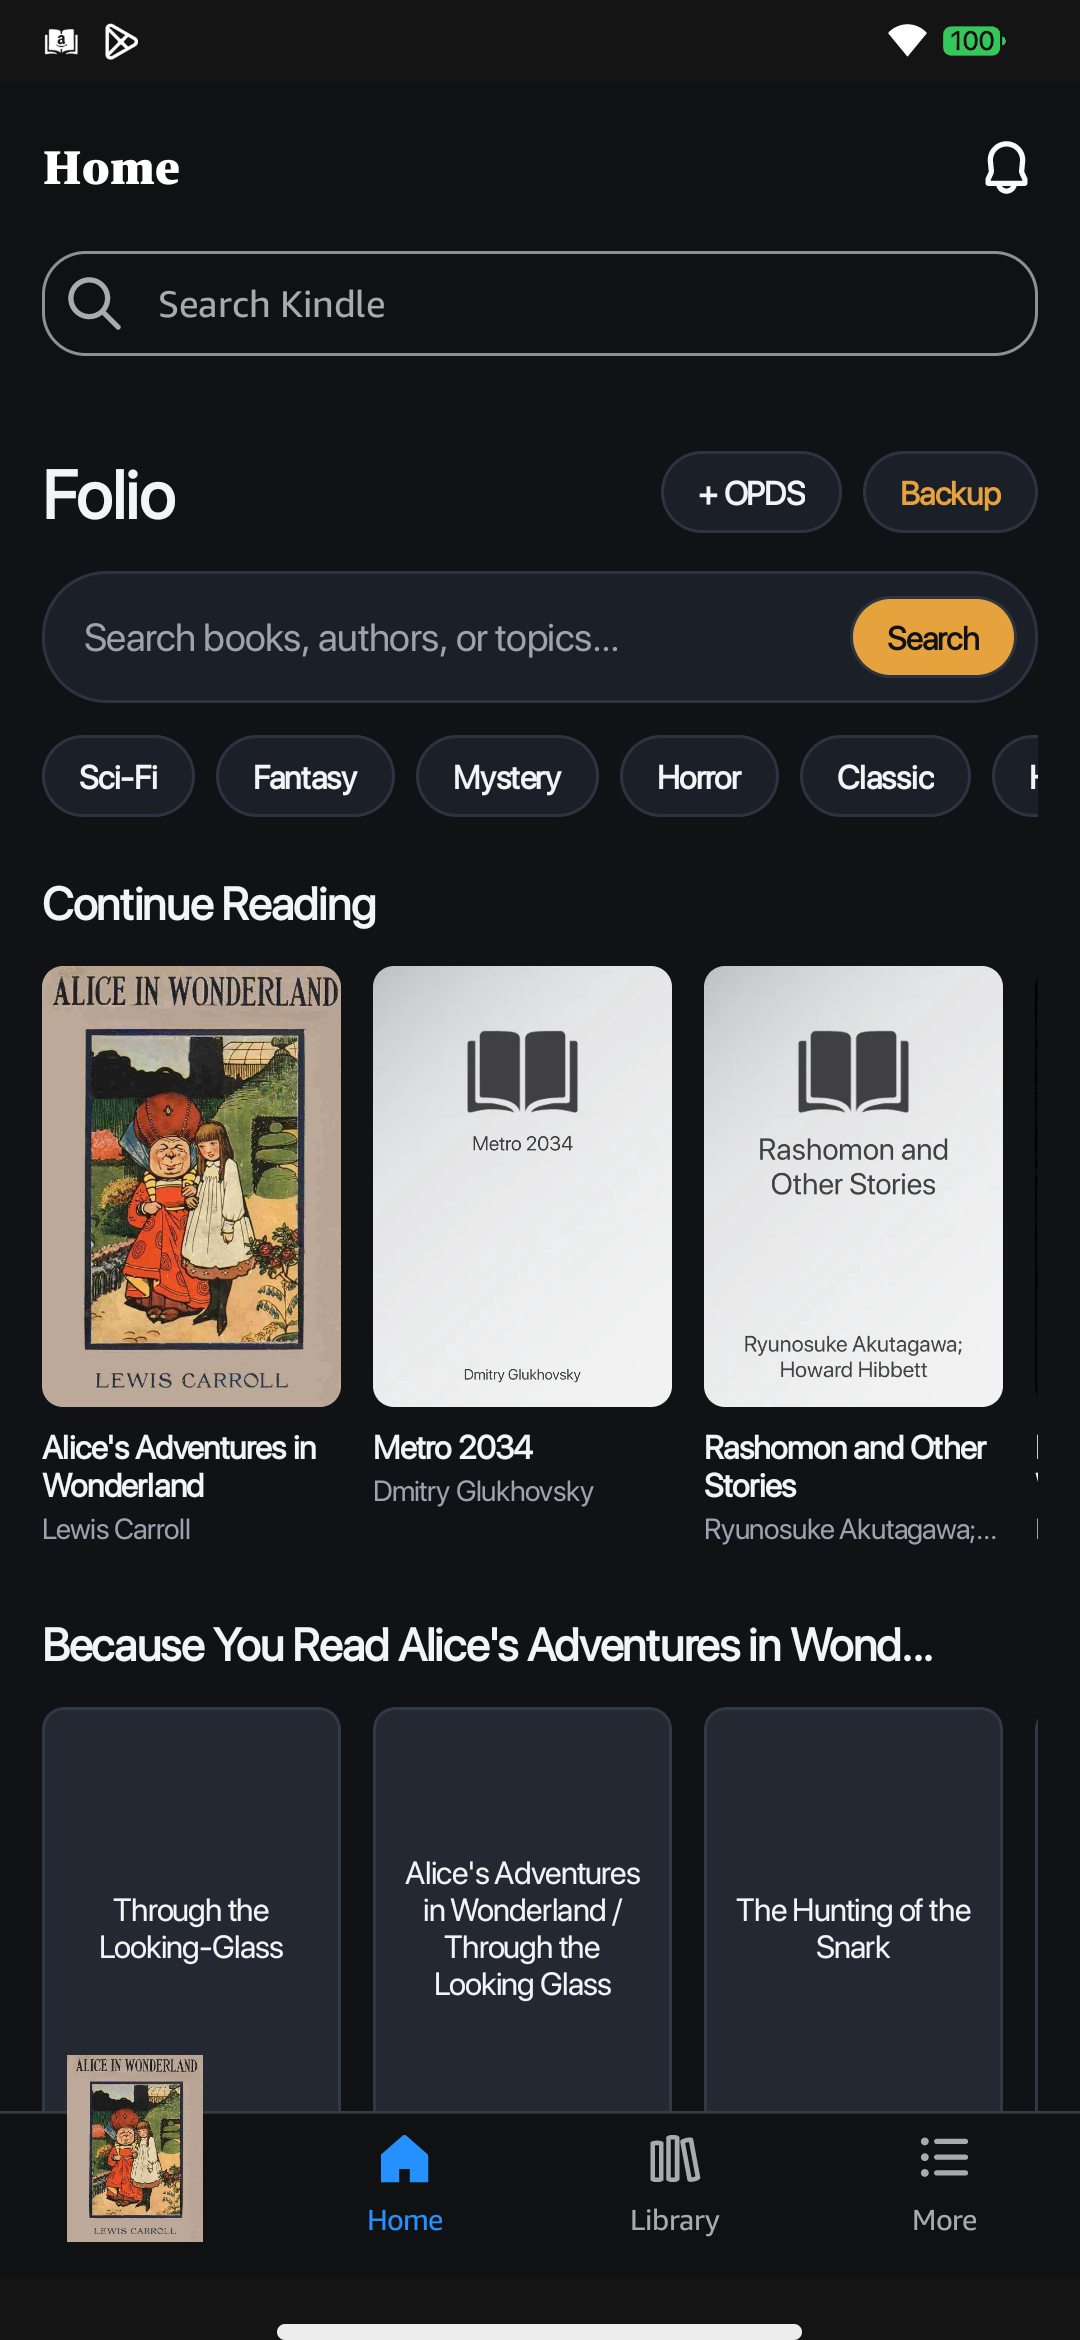 100
Home
Search Kindle
Folio
+ OPDS
Backup
Search books, authors, or topics...
Search
Sci-Fi
Fantasy
Mystery
Horror
Classic
Continue Reading
ALICE IN WONDERLAND
LEWIS CARROLL
Metro 2034
Dmitry Glukhovsky
Rashomon and
Other Stories
Ryunosuke Akutagawa;
Howard Hibbett
Alice's Adventures in
Wonderland
Lewis Carroll
Metro 2034
Dmitry Glukhovsky
Rashomon and Other
Stories
Ryunosuke Akutagawa;...
Because You Read Alice's Adventures in Wond...
Through the
Looking-Glass
Alice's Adventures
in Wonderland /
Through the
Looking Glass
The Hunting of the
Snark
ALICE IN WONDERLAND
LEWIS CARROLL
Home
Library
More